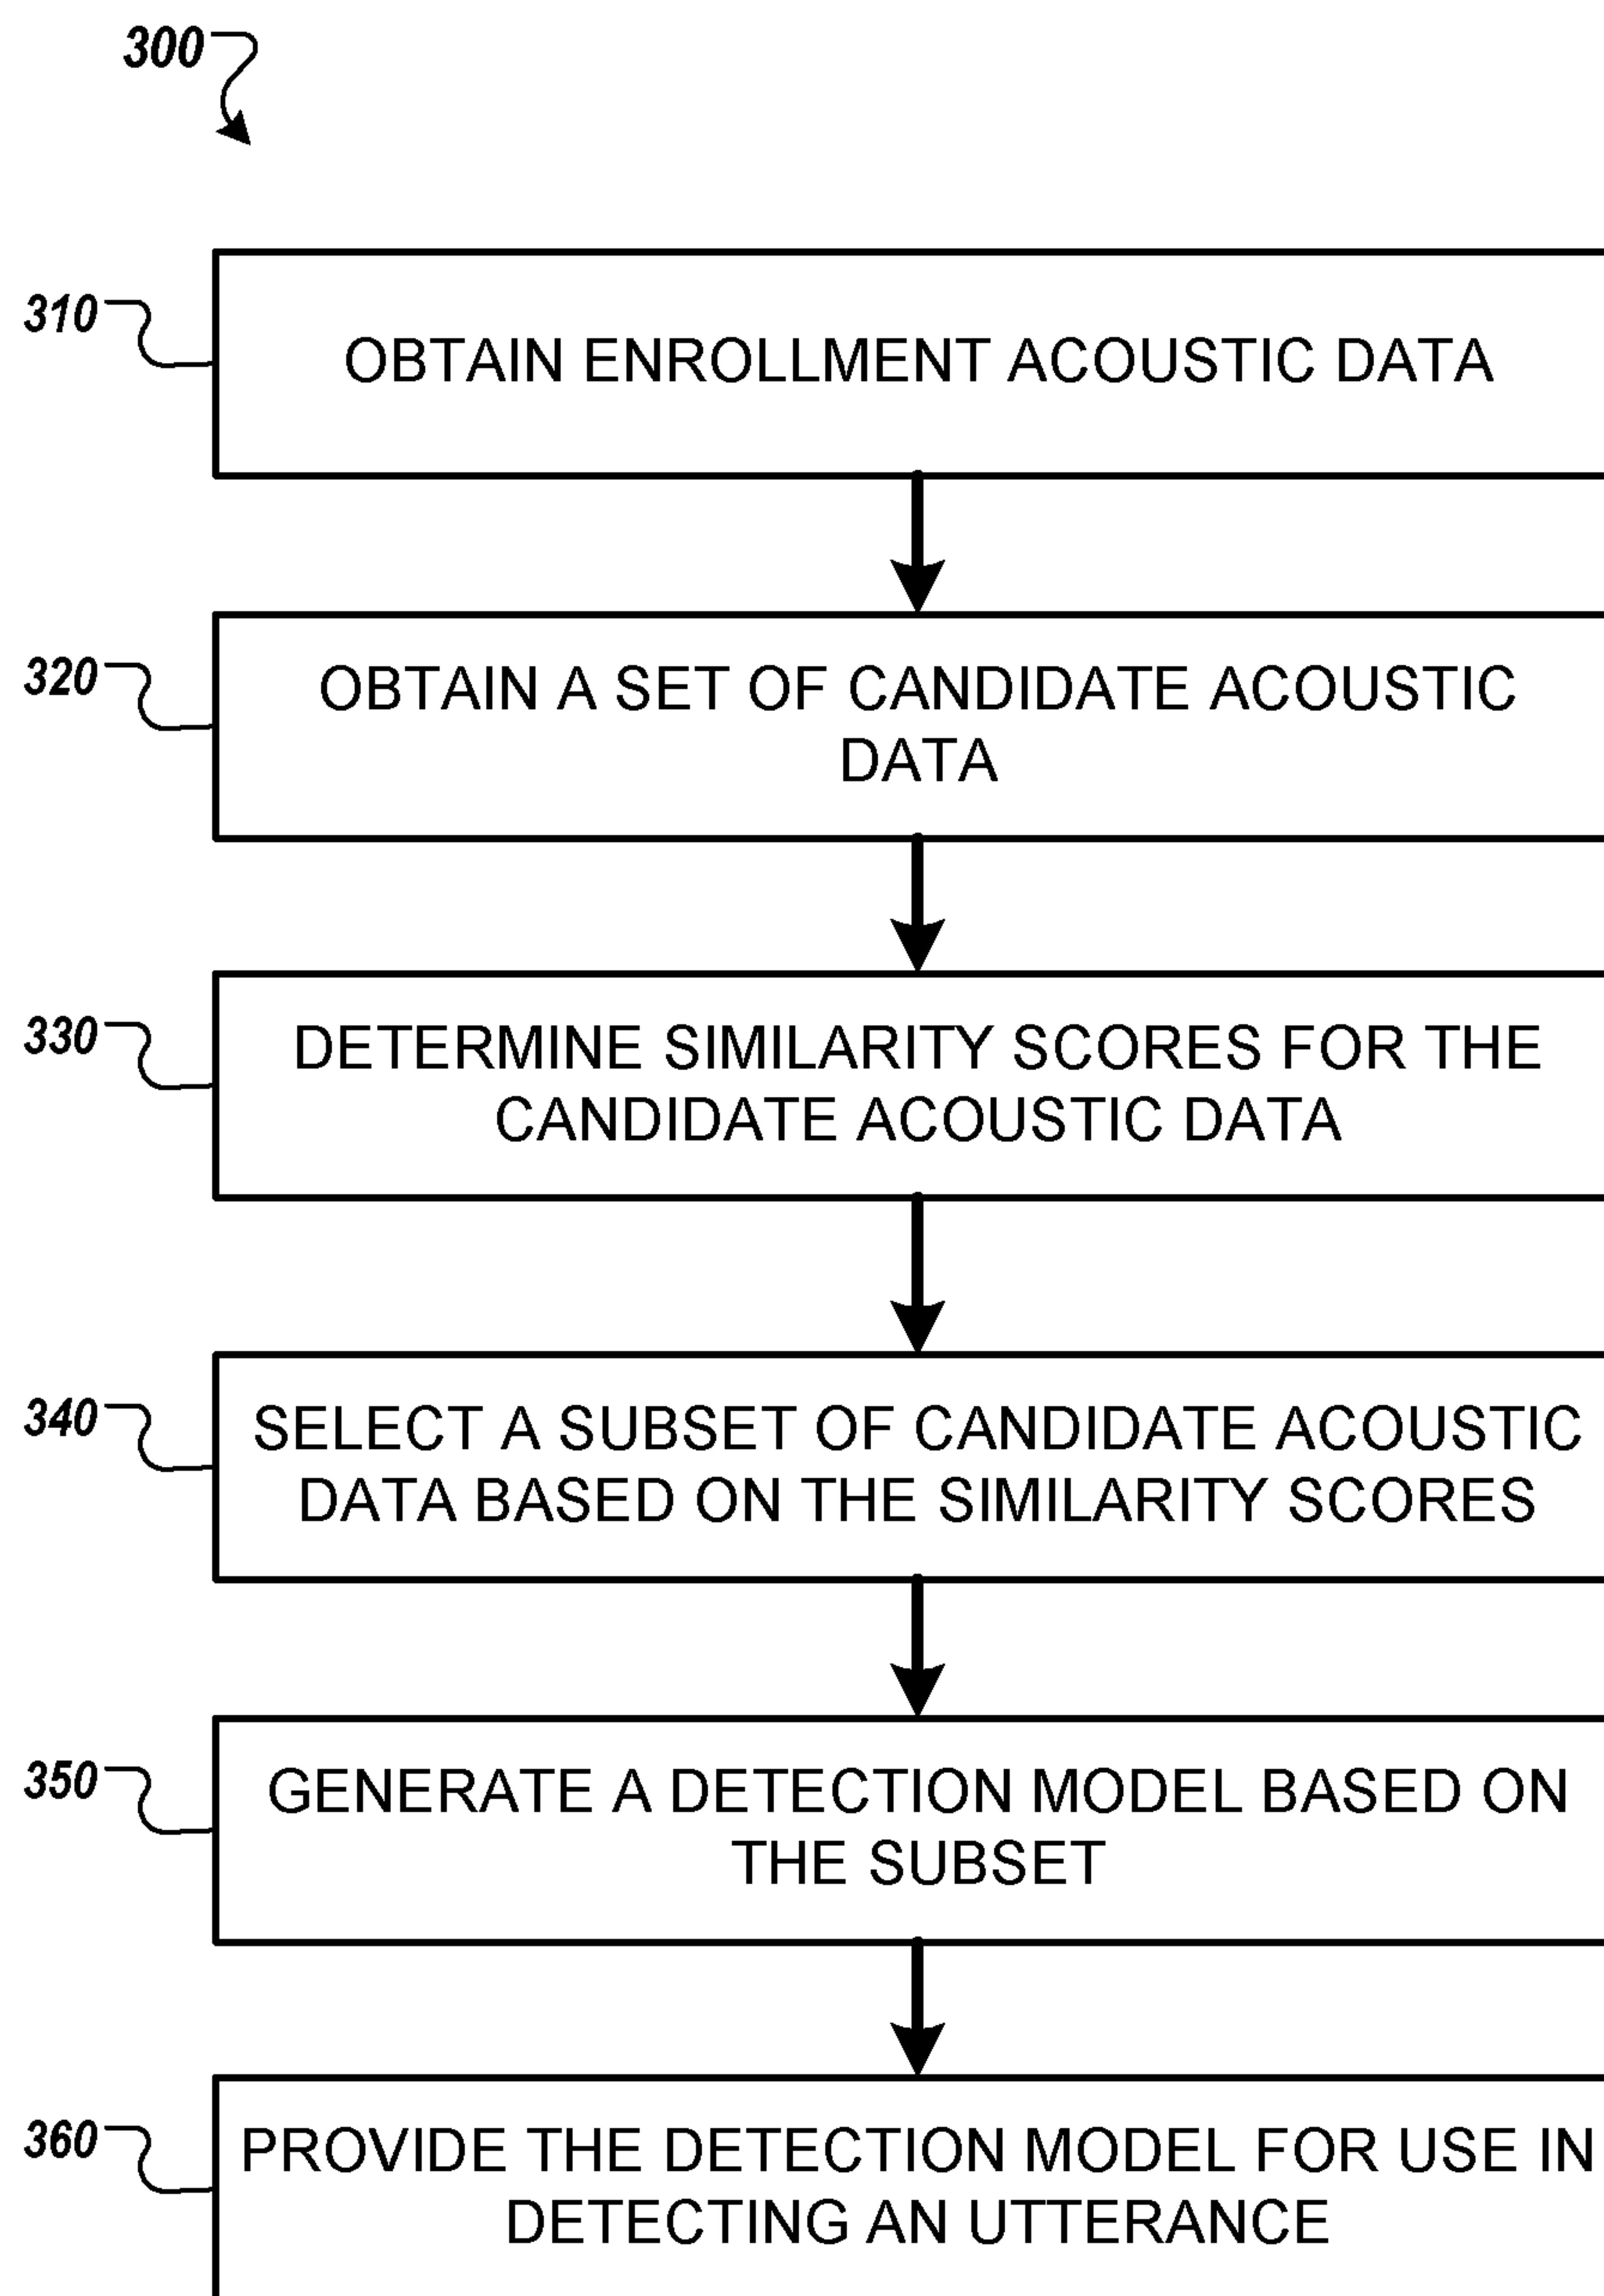 300
310
OBTAIN ENROLLMENT ACOUSTIC DATA
320
OBTAIN A SET OF CANDIDATE ACOUSTIC
DATA
330
DETERMINE SIMILARITY SCORES FOR THE
CANDIDATE ACOUSTIC DATA
340
SELECT A SUBSET OF CANDIDATE ACOUSTIC
DATA BASED ON THE SIMILARITY SCORES
350
GENERATE A DETECTION MODEL BASED ON
THE SUBSET
360
PROVIDE THE DETECTION MODEL FOR USE IN
DETECTING AN UTTERANCE